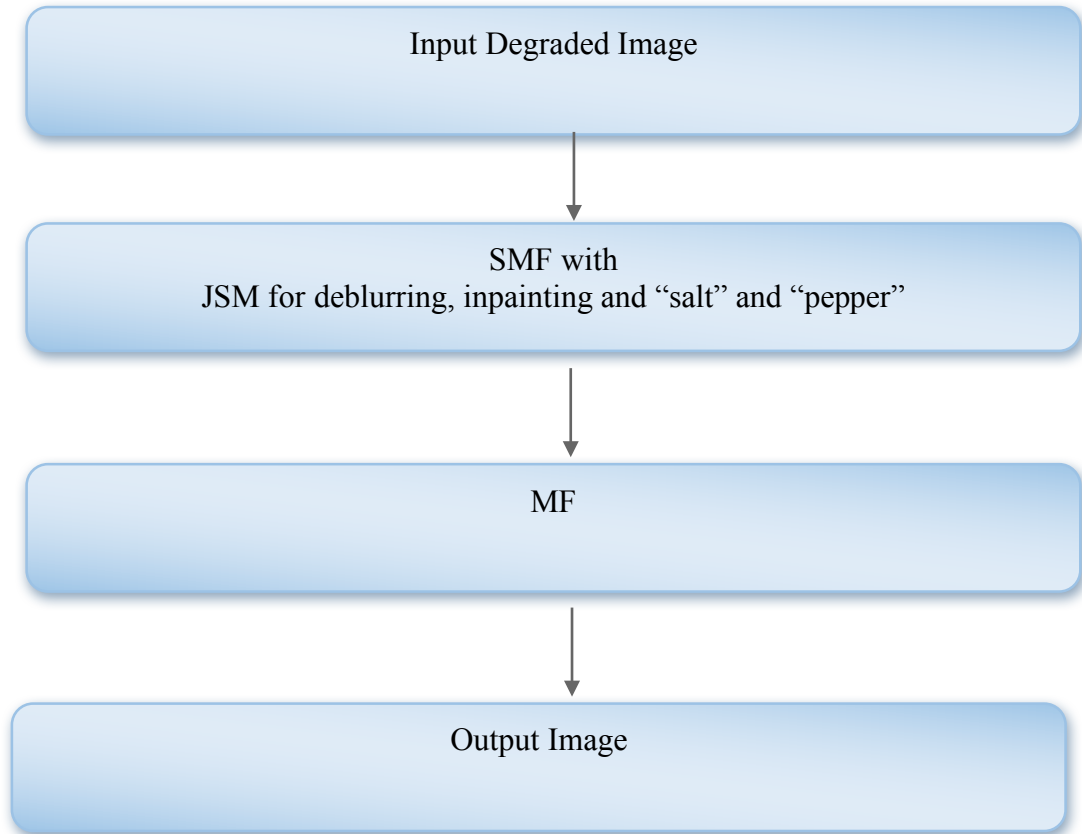 Input Degraded Image
SMF with
JSM for deblurring, inpainting and “salt” and “pepper”
MF
Output Image